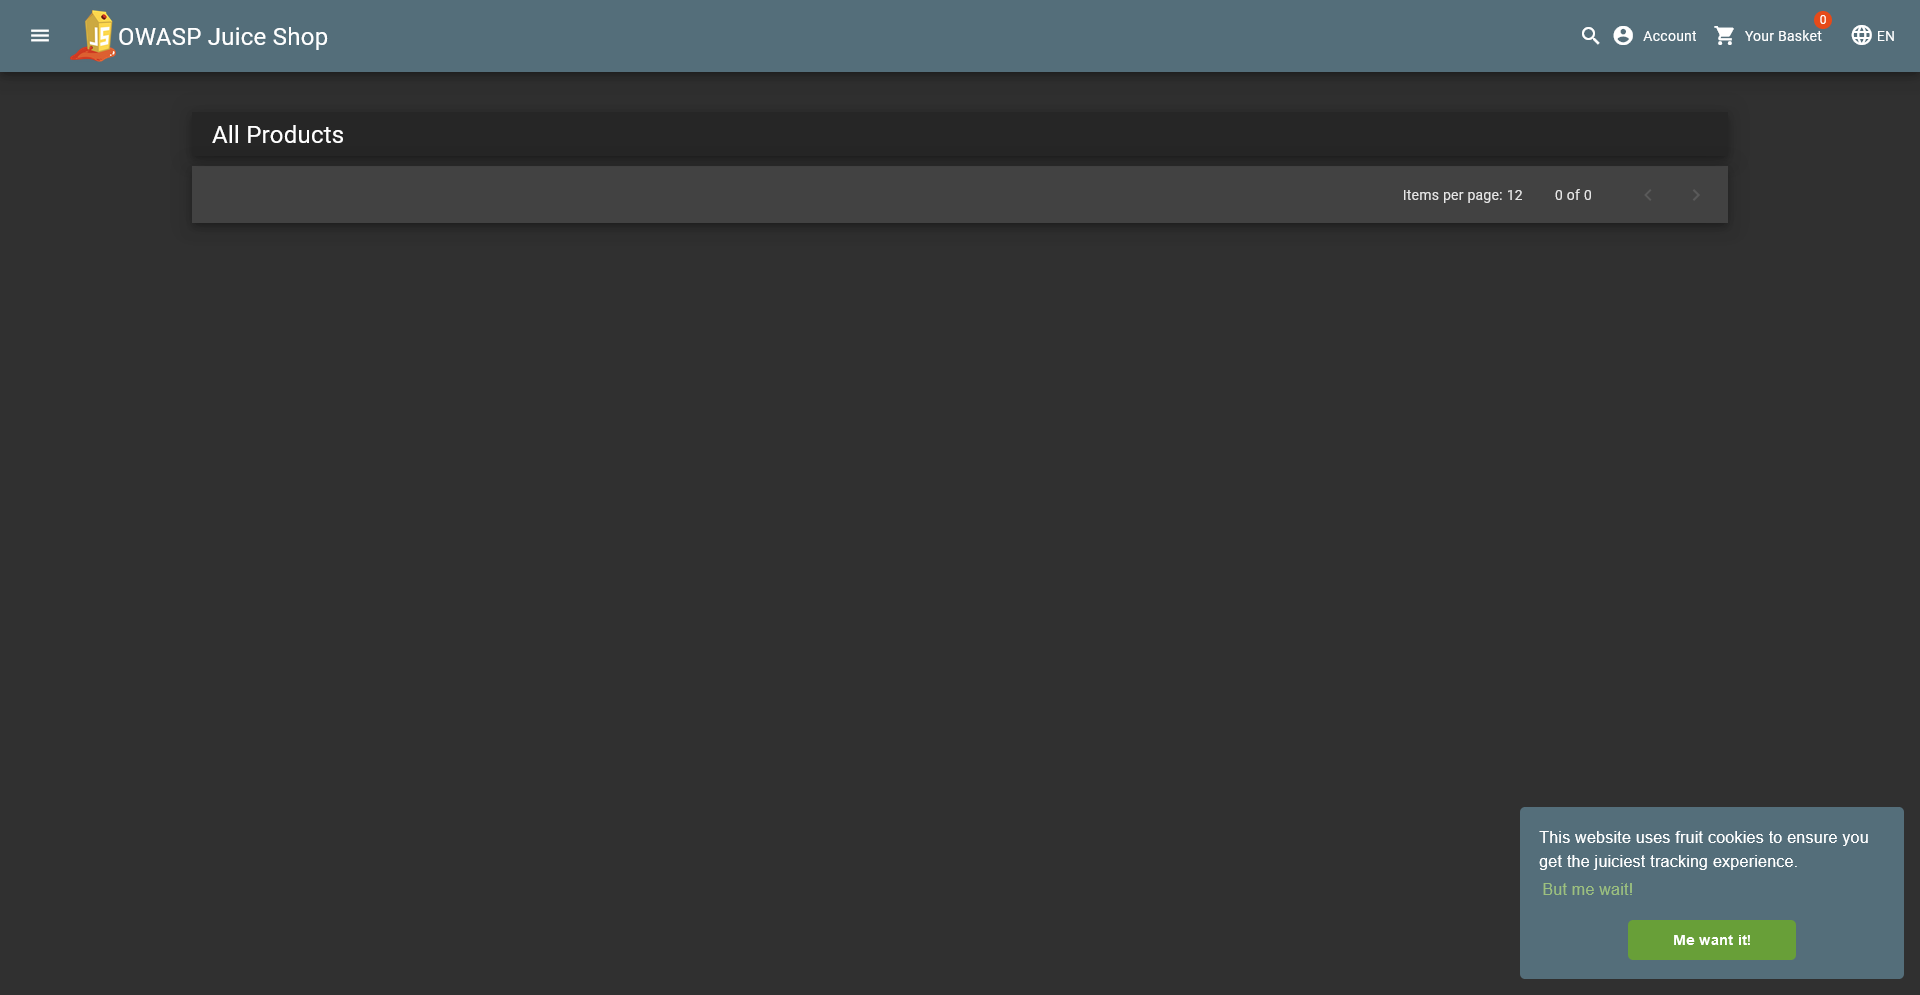 JS
OWASP Juice Shop
Account
Your Basket
0
EN
All Products
Items per page: 12
0 of 0
This website uses fruit cookies to ensure you
get the juiciest tracking experience.
But me wait!
Me want it!